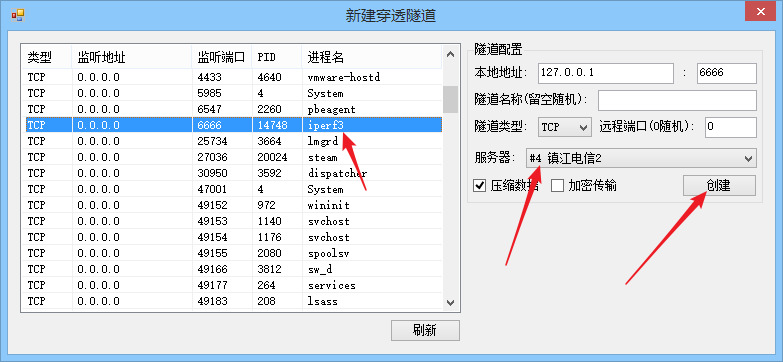 新建穿透隧道
类型 监听地址 监听端口 PID 进程名
TCP 0.0.0.0 4433 4640 vmware-hostd
TCP 0.0.0.0 5985 4 System
TCP 0.0.0.0 6547 2260 pbeagent
TCP 0.0.0.0 6666 14748 iperf3
TCP 0.0.0.0 25734 3664 lmgrd
TCP 0.0.0.0 27036 20024 steam
TCP 0.0.0.0 30950 3592 dispatcher
TCP 0.0.0.0 47001 4 System
TCP 0.0.0.0 49152 972 wininit
TCP 0.0.0.0 49153 1140 svchost
TCP 0.0.0.0 49154 1176 svchost
TCP 0.0.0.0 49155 2080 spoolsv
TCP 0.0.0.0 49166 3812 sw_d
TCP 0.0.0.0 49177 264 services
TCP 0.0.0.0 49183 208 lsass
刷新
隧道配置
本地地址: 127.0.0.1 : 6666
隧道名称(留空随机):
隧道类型: TCP 远程端口(0随机): 0
服务器: #4 镇江电信2
压缩数据 加密传输 创建